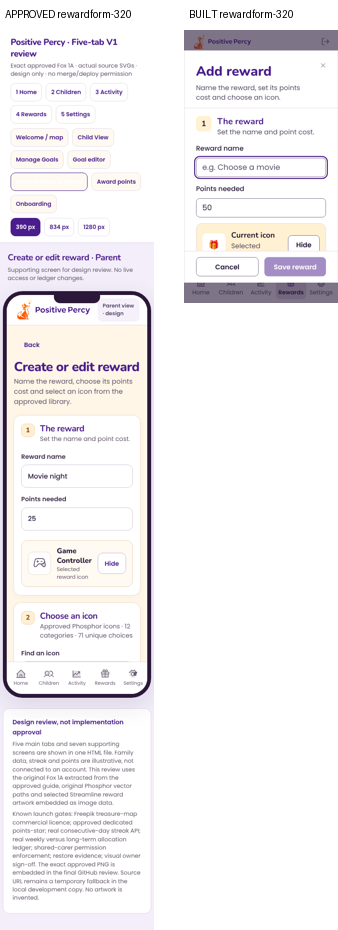 APPROVED rewardform-320
Positive Percy · Five-tab V1
review
Exact approved Fox 1A · actual source SVGs ·
design only · no merge/deploy permission
1 Home
2 Children
3 Activity
4 Rewards
5 Settings
Welcome / map
Child View
Manage Goals
Goal editor
Award points
Onboarding
390 px
834 px
1280 px
Create or edit reward · Parent
Supporting screen for design review. No live
access or ledger changes.
Positive Percy
Parent view
· design
Back
Create or edit reward
Name the reward, choose its points
cost and select an icon from the
approved library.
1
The reward
Set the name and point cost.
Reward name
Movie night
Points needed
25
Game
Controller
Selected
reward icon
Hide
2
Choose an icon
Approved Phosphor icons · 12
categories · 71 unique choices
Find an icon
Home
Children
Activity
Rewards
Settings
Design review, not implementation
approval
Five main tabs and seven supporting
screens are shown in one HTML file. Family
data, streak and points are illustrative, not
connected to an account. This review uses
the original Fox 1A extracted from the
approved guide, original Phosphor vector
paths and selected Streamline reward
artwork embedded as image data.
Known launch gates: Freepik treasure-map
commercial licence; approved dedicated
points-star; real consecutive-day streak API;
real weekly versus long-term allocation
ledger; shared-carer permission
enforcement; restore evidence; visual owner
sign-off. The exact approved PNG is
embedded in the final GitHub review. Source
URL remains a temporary fallback in the
local development copy. No artwork is
invented.
BUILT rewardform-320
Positive Percy
Add reward
×
Name the reward, set its points
cost and choose an icon.
1
The reward
Set the name and point cost.
Reward name
e.g. Choose a movie
Points needed
50
Current icon
Selected
Hide
Cancel
Save reward
Home
Children
Activity
Rewards
Settings